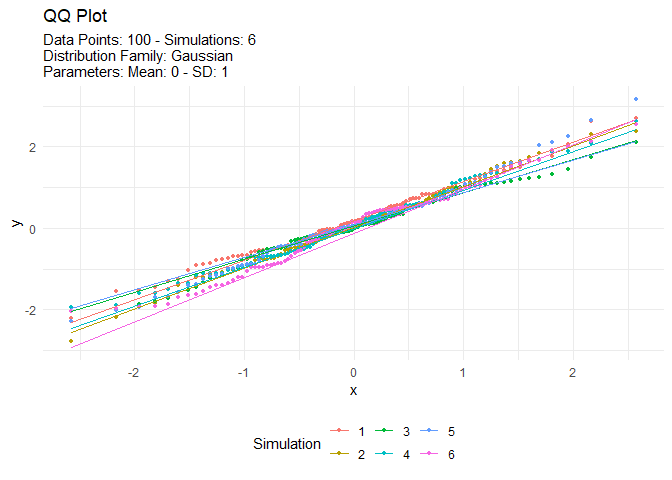 QQ Plot
Data Points: 100 - Simulations: 6
Distribution Family: Gaussian
Parameters: Mean: 0 - SD: 1
y
2
0
-2
-2 -1 0 1 2
x
Simulation
1 3 5
2 4 6